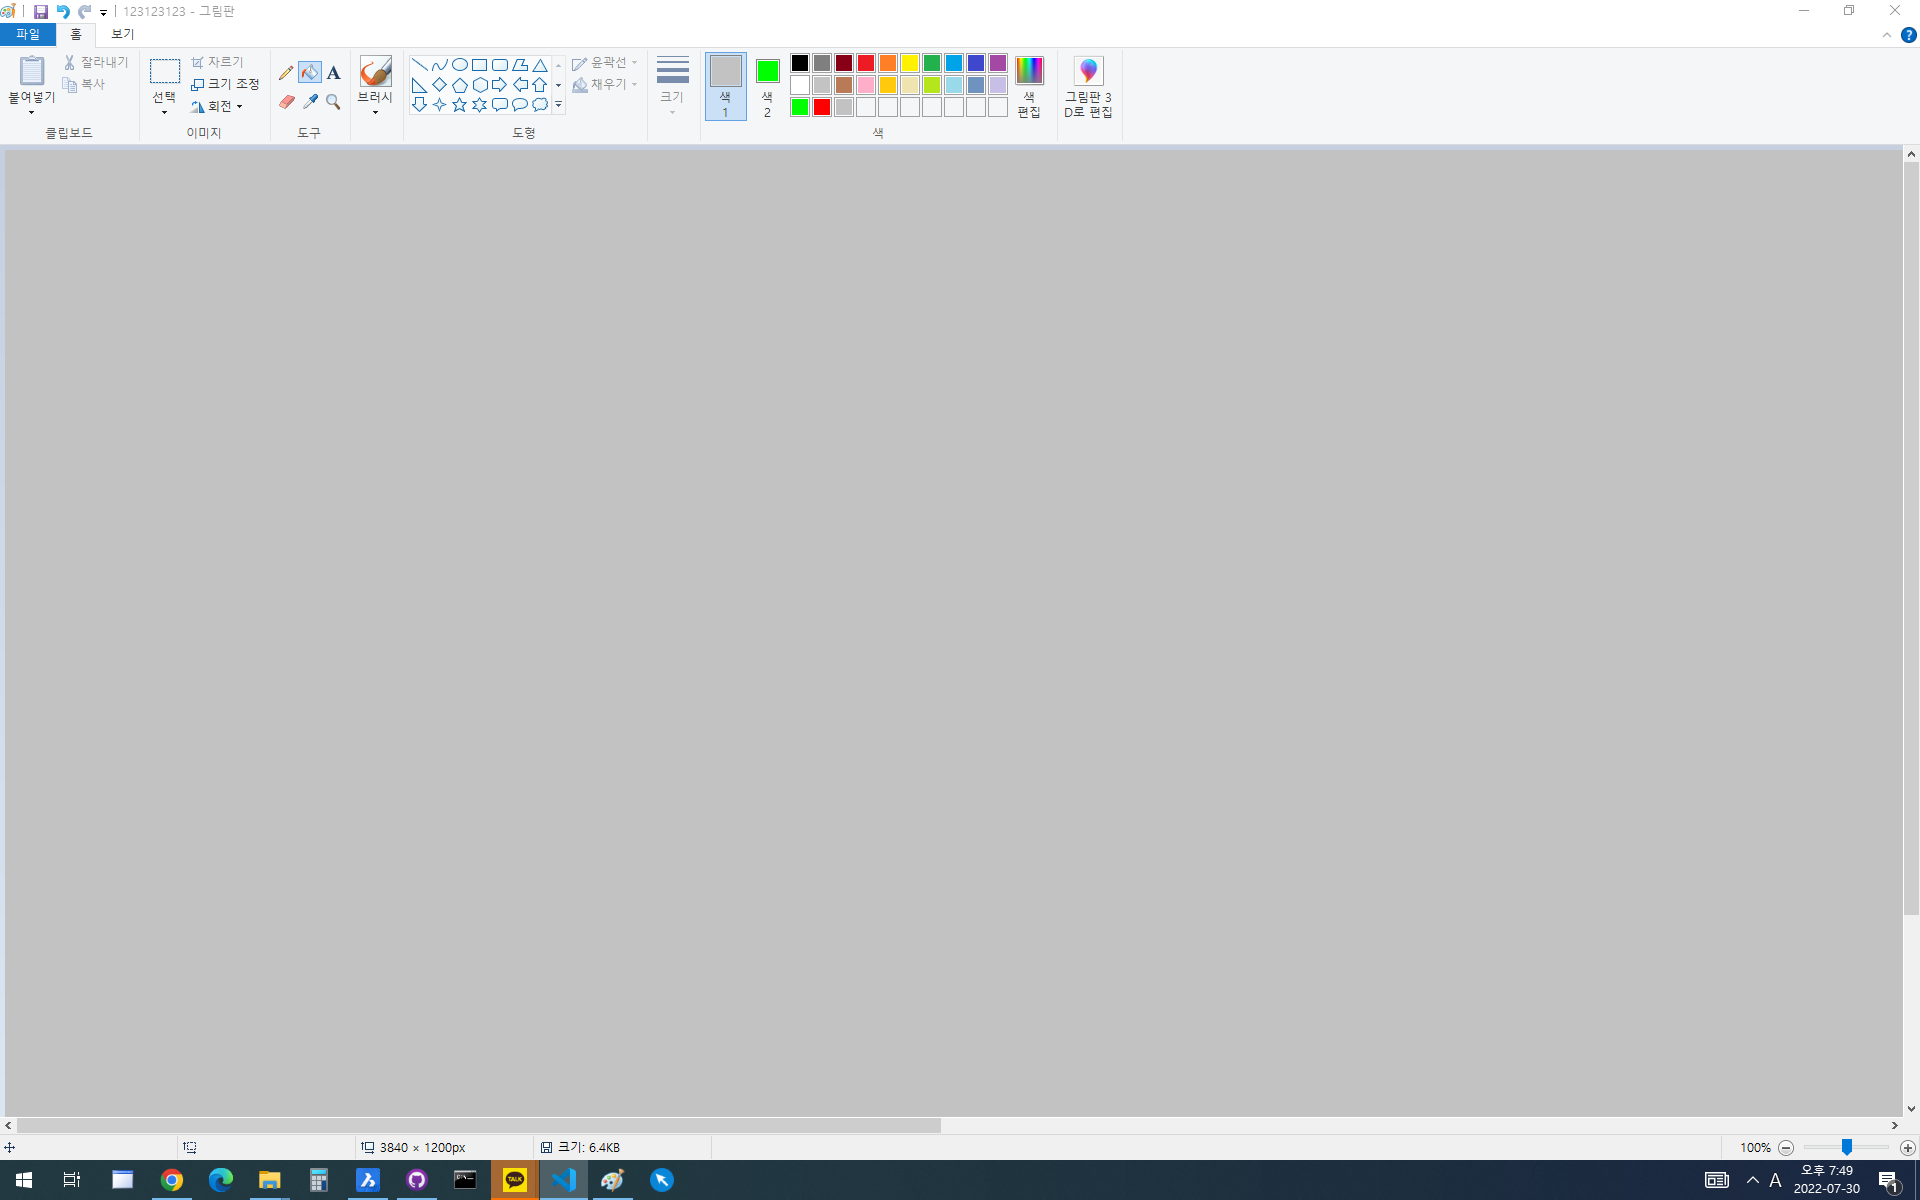 123123123 - 그림판
파일 홈 보기
붙여넣기 잘라내기 복사
클립보드
선택 자르기 크기 조정 회전
이미지
A
도구
브러시
윤곽선
채우기
도형
크기
색 1
색 2
색
편집
색
그림판 3
D로 편집
3840 × 1200px
크기: 6.4KB
100%
TALK
A
오후 7:49
2022-07-30
1